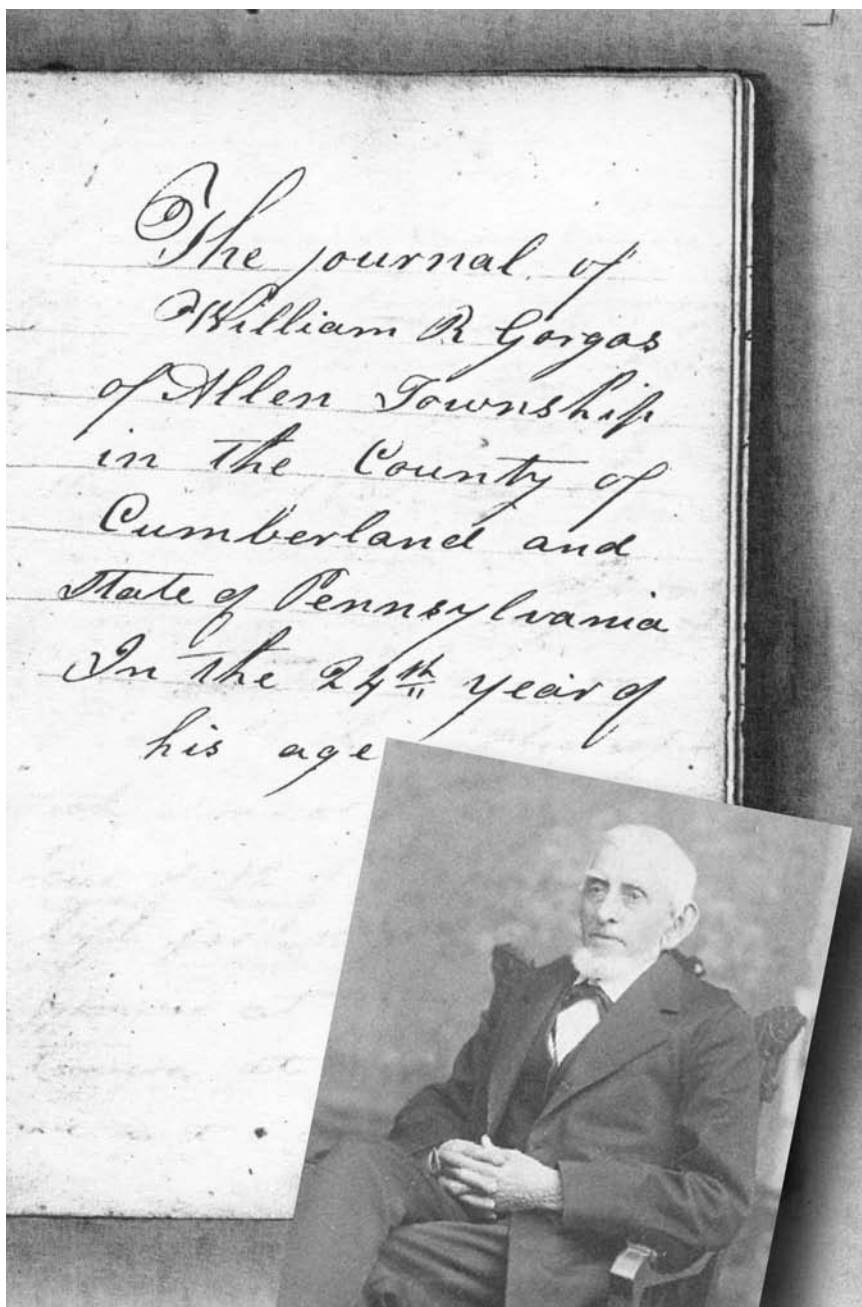 The journal of
William R Gorgas
of Allen Township
in the County of
Cumberland and
State of Pennsylvania
In the 24th year of
his age